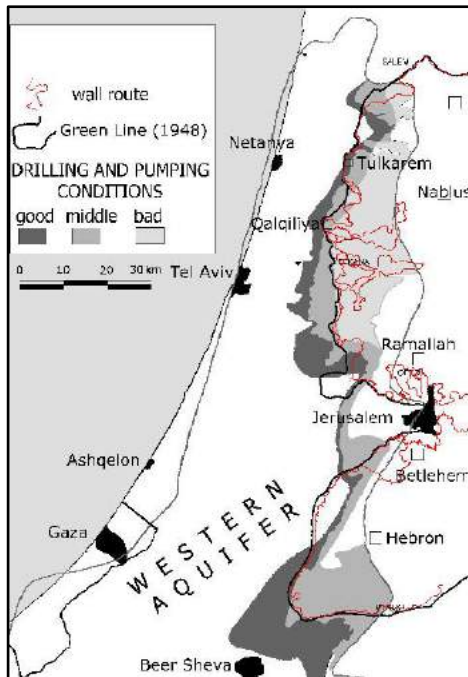 SALEM
wall route
Green Line (1948)
Netanya
DRILLING AND PUMPING
CONDITIONS
Tulkarem
Nablus
good middle bad
Qalqiliya
0 10 20 30 km
Tel Aviv
Ramallah
Jerusalem
Betlehem
Ashqelon
WESTERN
AQUIFER
Gaza
Hebron
Beer Sheva